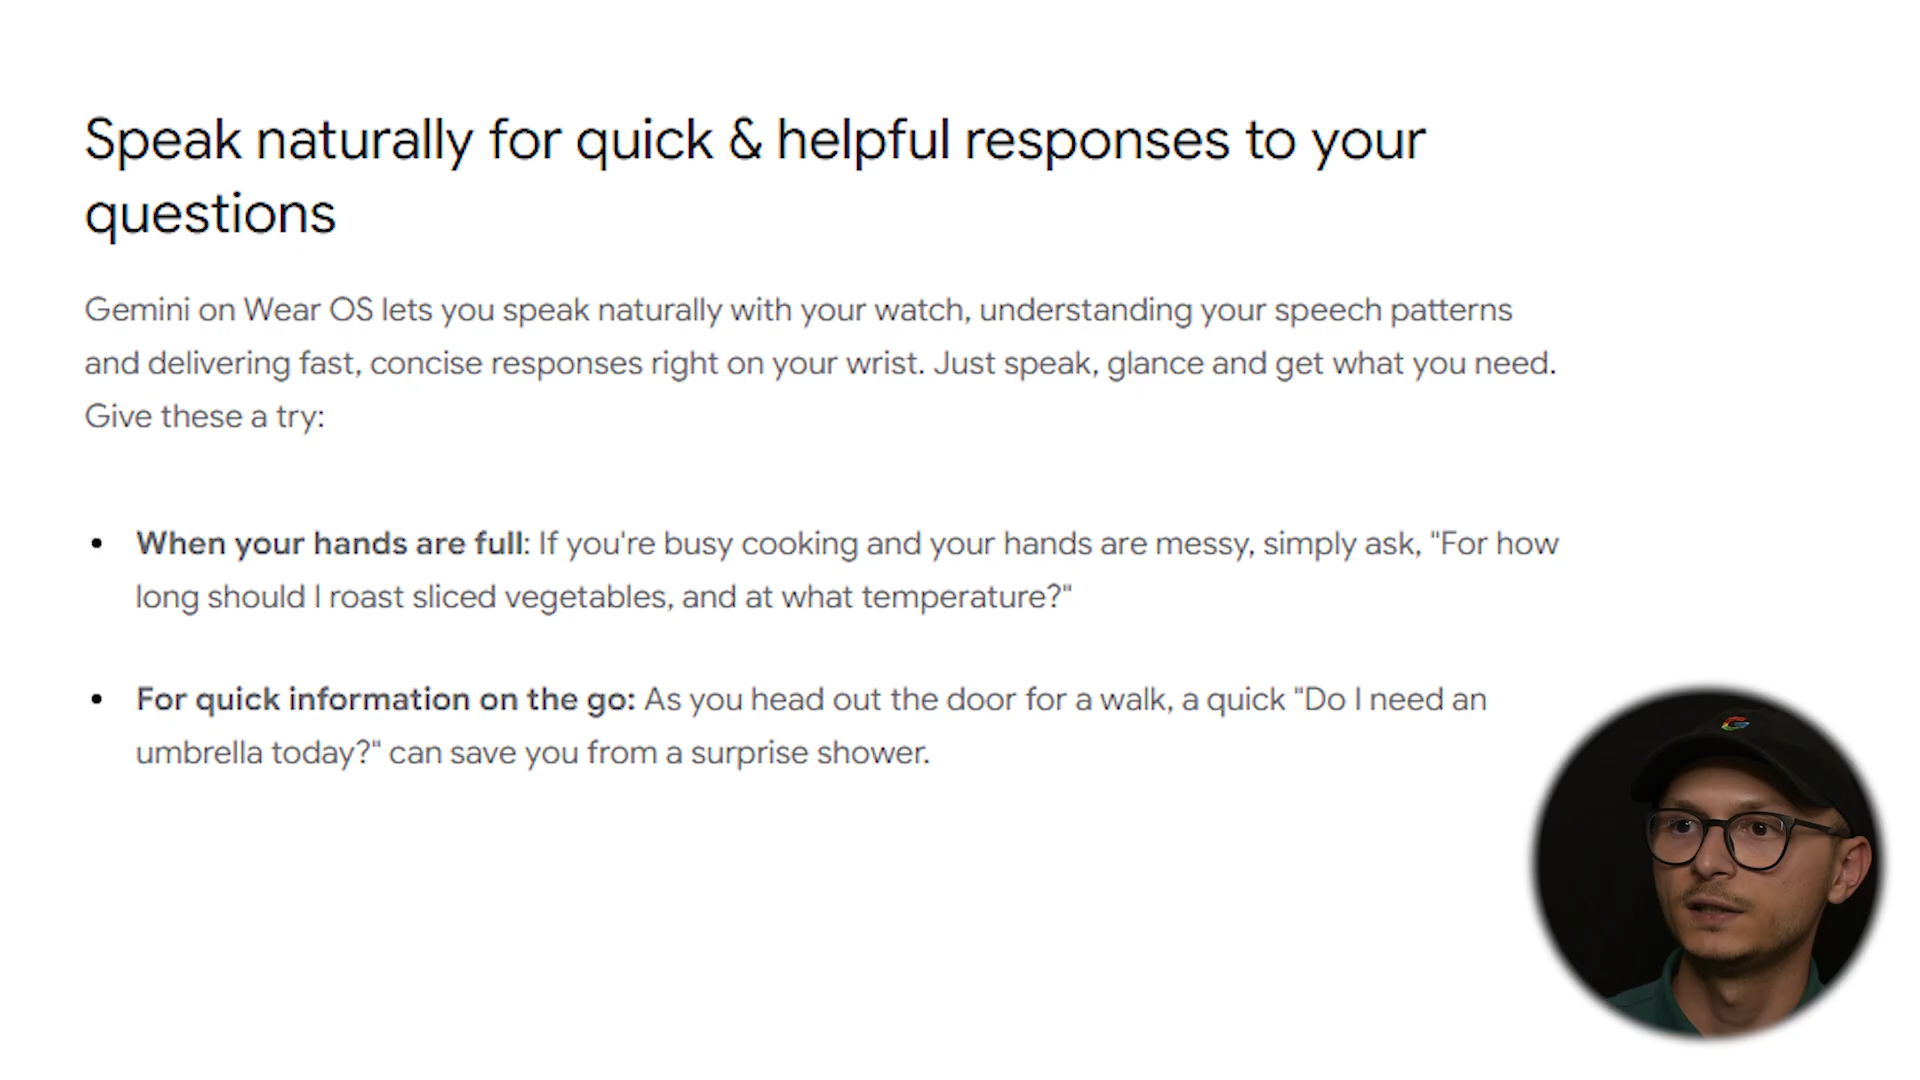 Speak naturally for quick & helpful responses to your
questions
Gemini on Wear OS lets you speak naturally with your watch, understanding your speech patterns
and delivering fast, concise responses right on your wrist. Just speak, glance and get what you need.
Give these a try:
• When your hands are full: If you're busy cooking and your hands are messy, simply ask, "For how
long should I roast sliced vegetables, and at what temperature?"
• For quick information on the go: As you head out the door for a walk, a quick "Do I need an
umbrella today?" can save you from a surprise shower.
G